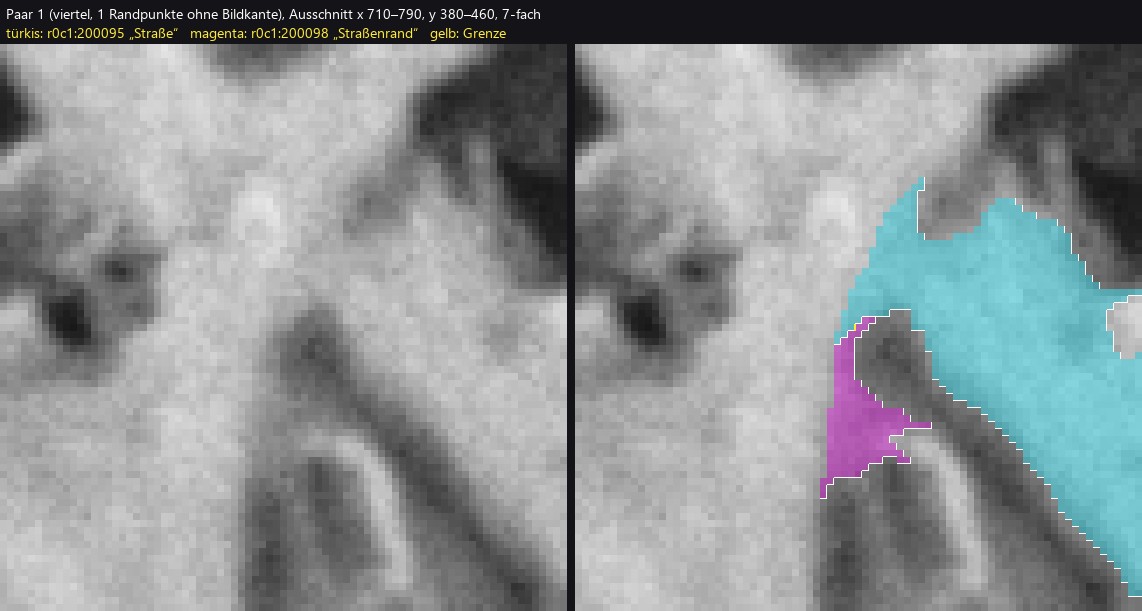 Paar 1 (viertel, 1 Randpunkte ohne Bildkante), Ausschnitt x 710–790, y 380–460, 7-fach
türkis: r0c1:200095 „Straße“   magenta: r0c1:200098 „Straßenrand“   gelb: Grenze